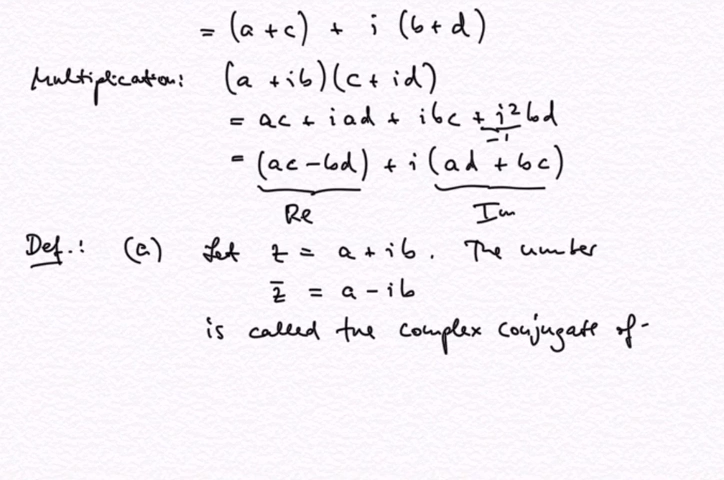 = (a + c) + i (b + d)
Multiplication: (a + ib)(c + id)
= ac + iad + ibc + i²bd
= -1
= (ac - bd) + i (ad + bc)
Re Im
Def.: (a) Let z = a + ib. The number
z̄ = a - ib
is called the complex conjugate of